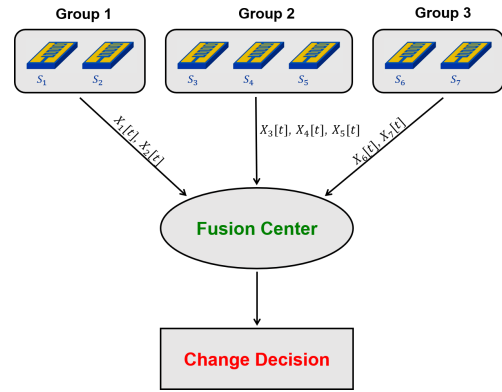 Group 1
Group 2
Group 3
S₁
S₂
S₃
S₄
S₅
S₆
S₇
X₁[t], X₂[t]
X₃[t], X₄[t], X₅[t]
X₆[t], X₇[t]
Fusion Center
Change Decision